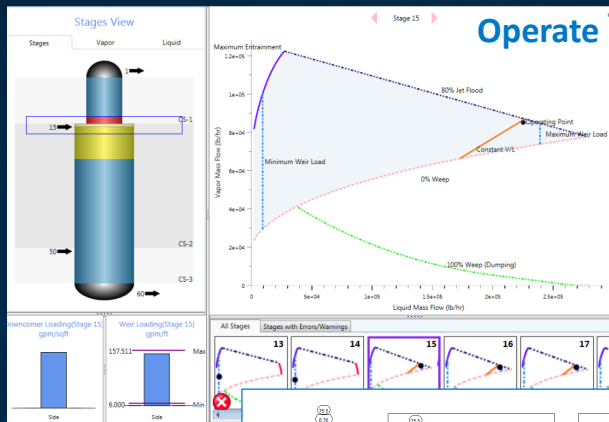 Stages View
Stages Vapor Liquid
1
15
CS-1
CS-2
50
CS-3
60
Stage 15
Operate
Maximum Entrainment
1.2e+05
1e+05
8e+04
6e+04
4e+04
2e+04
0
Vapor Mass Flow (lb/hr)
80% Jet Flood
Operating Point
Maximum Weir Load
Constant V/L
Minimum Weir Load
0% Weep
100% Weep (Dumping)
0 5e+04 1e+05 1.5e+05 2e+05 2.5e+05
Liquid Mass Flow (lb/hr)
Downcomer Loading(Stage 15)
gpm/sqft
Side
Weir Loading(Stage 15)
gpm/ft
157.511
Max
6.000
Min
Side
All Stages Stages with Errors/Warnings
13 14 15 16 17